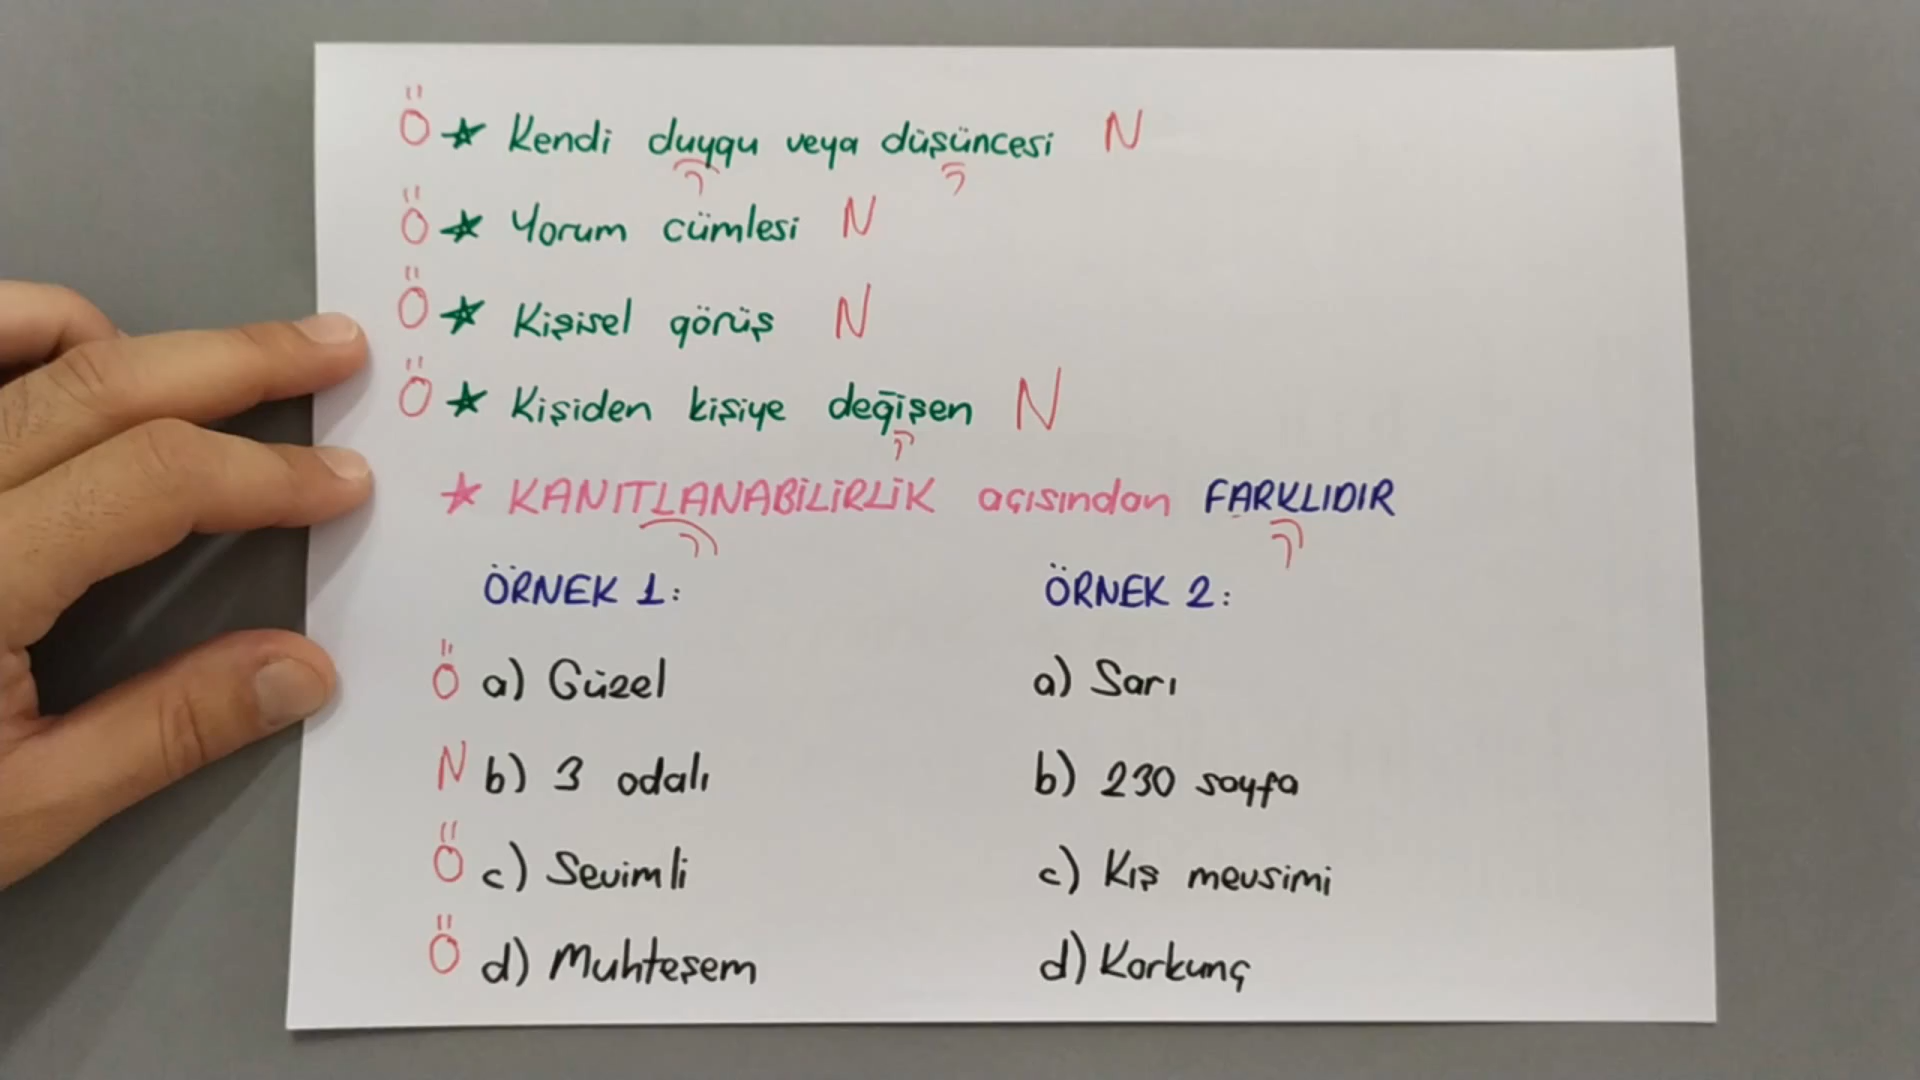 Ö ★ Kendi duygu veya düşüncesi N
Ö ★ Yorum cümlesi N
Ö ★ Kişisel görüş N
Ö ★ Kişiden kişiye değişen N
★ KANITLANABİLİRLİK açısından FARKLIDIR
ÖRNEK 1:
Ö a) Güzel
N b) 3 odalı
Ö c) Sevimli
Ö d) Muhteşem
ÖRNEK 2:
a) Sarı
b) 230 sayfa
c) Kış mevsimi
d) Korkunç